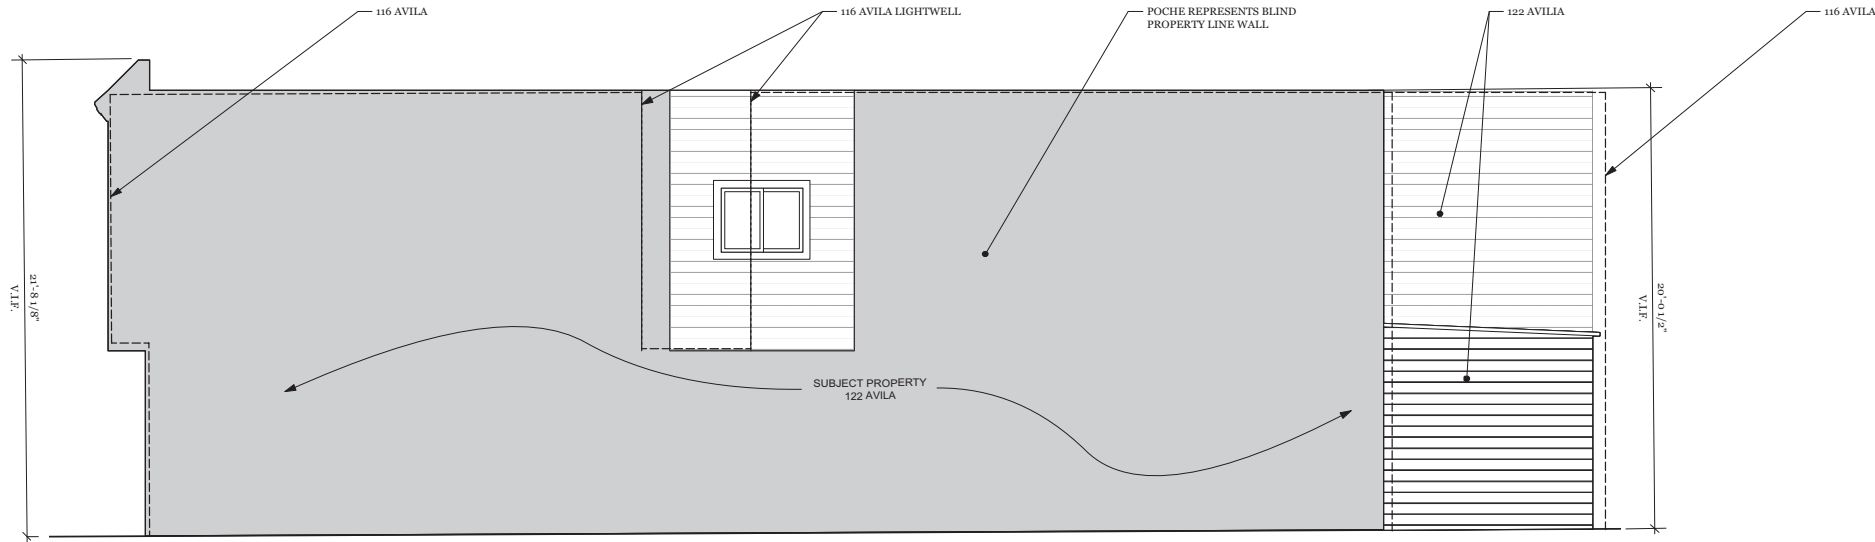 116 AVILA
116 AVILA LIGHTWELL
POCHE REPRESENTS BLIND
PROPERTY LINE WALL
122 AVILIA
116 AVILA
21'-8 1/8"
V.I.F.
20'-0 1/2"
V.I.F.
SUBJECT PROPERTY
122 AVILA